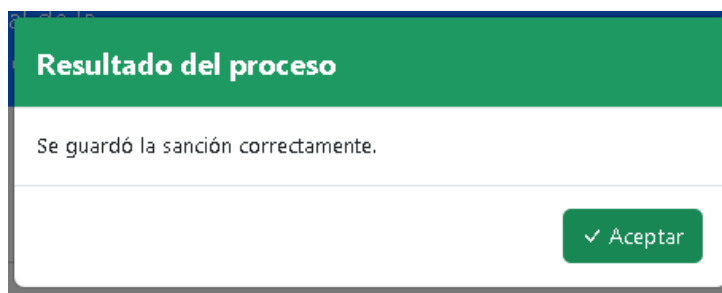 Resultado del proceso
Se guardó la sanción correctamente.
Aceptar